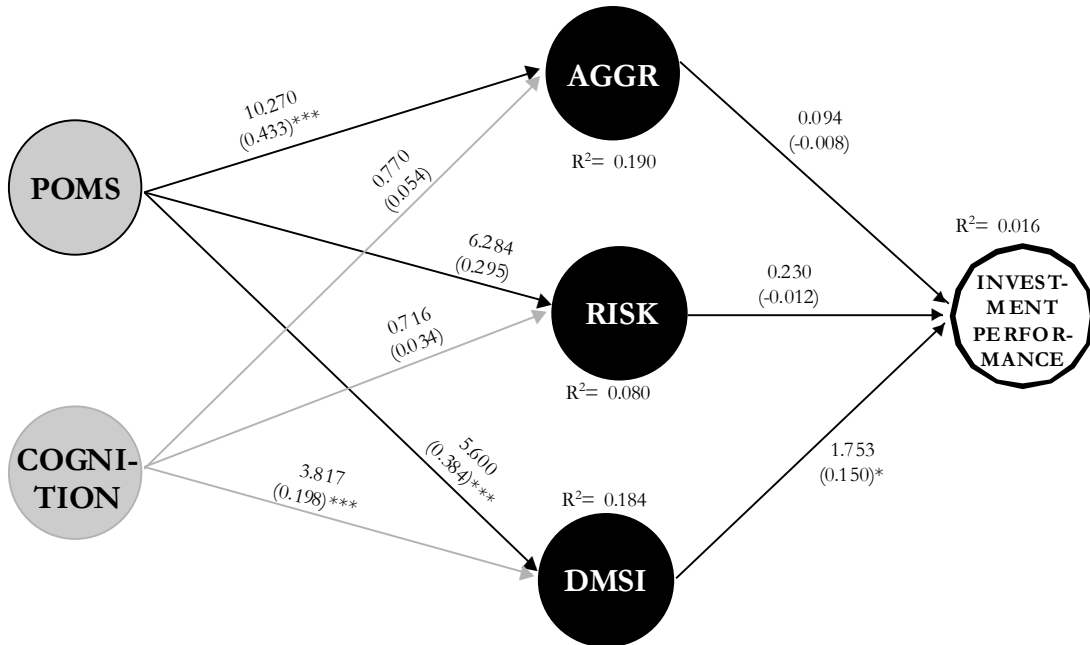 AGGR
10.270
(0.433)***
0.094
(-0.008)
R²= 0.190
0.770
(0.054)
POMS
R²= 0.016
6.284
(0.295)
0.230
(-0.012)
RISK
INVEST-
MENT
PERFOR-
MANCE
0.716
(0.034)
R²= 0.080
COGNI-
TION
5.600
(0.384)***
3.817
(0.198)***
1.753
(0.150)*
R²= 0.184
DMSI